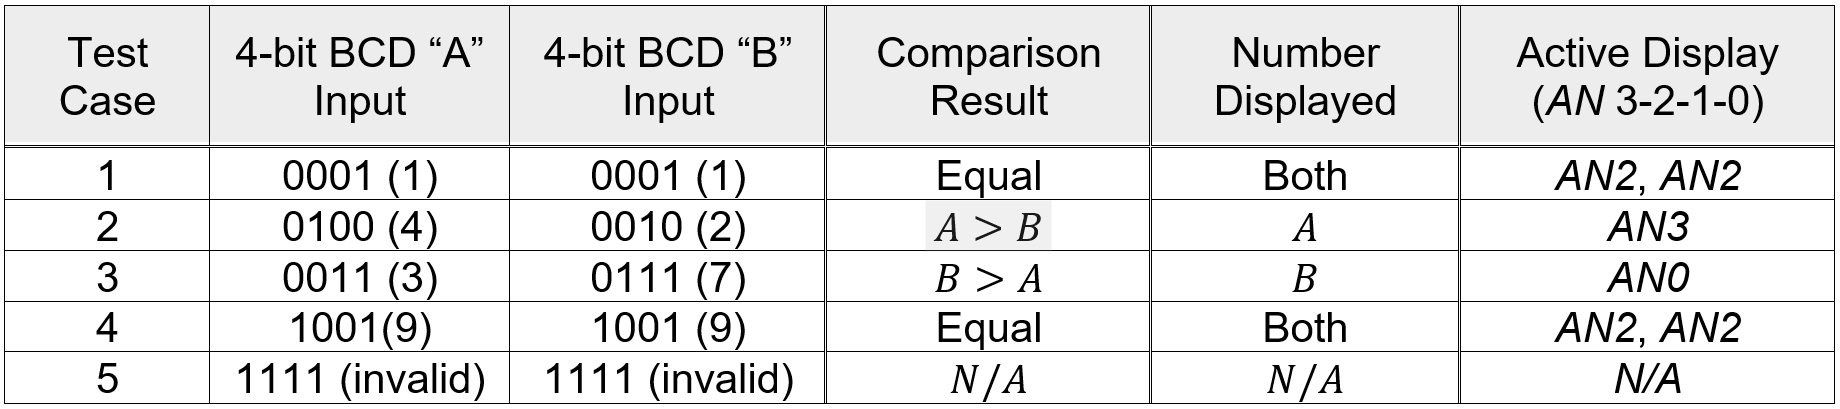 Test Case | 4-bit BCD “A” Input | 4-bit BCD “B” Input | Comparison Result | Number Displayed | Active Display (AN 3-2-1-0)
1 | 0001 (1) | 0001 (1) | Equal | Both | AN2, AN2
2 | 0100 (4) | 0010 (2) | A > B | A | AN3
3 | 0011 (3) | 0111 (7) | B > A | B | AN0
4 | 1001(9) | 1001 (9) | Equal | Both | AN2, AN2
5 | 1111 (invalid) | 1111 (invalid) | N/A | N/A | N/A